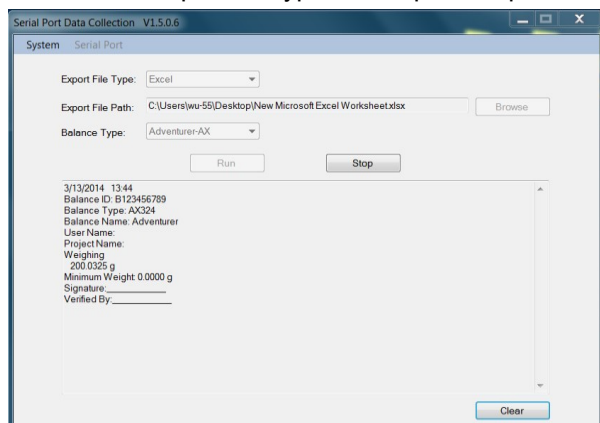 Serial Port Data Collection V1.5.0.6
System Serial Port
Export File Type: Excel
Export File Path: C:\Users\wu-55\Desktop\New Microsoft Excel Worksheet.xlsx Browse
Balance Type: Adventurer-AX
Run Stop
3/13/2014 13:44
Balance ID: B123456789
Balance Type: AX324
Balance Name: Adventurer
User Name:
Project Name:
Weighing
200.0325 g
Minimum Weight: 0.0000 g
Signature:____________
Verified By:____________
Clear